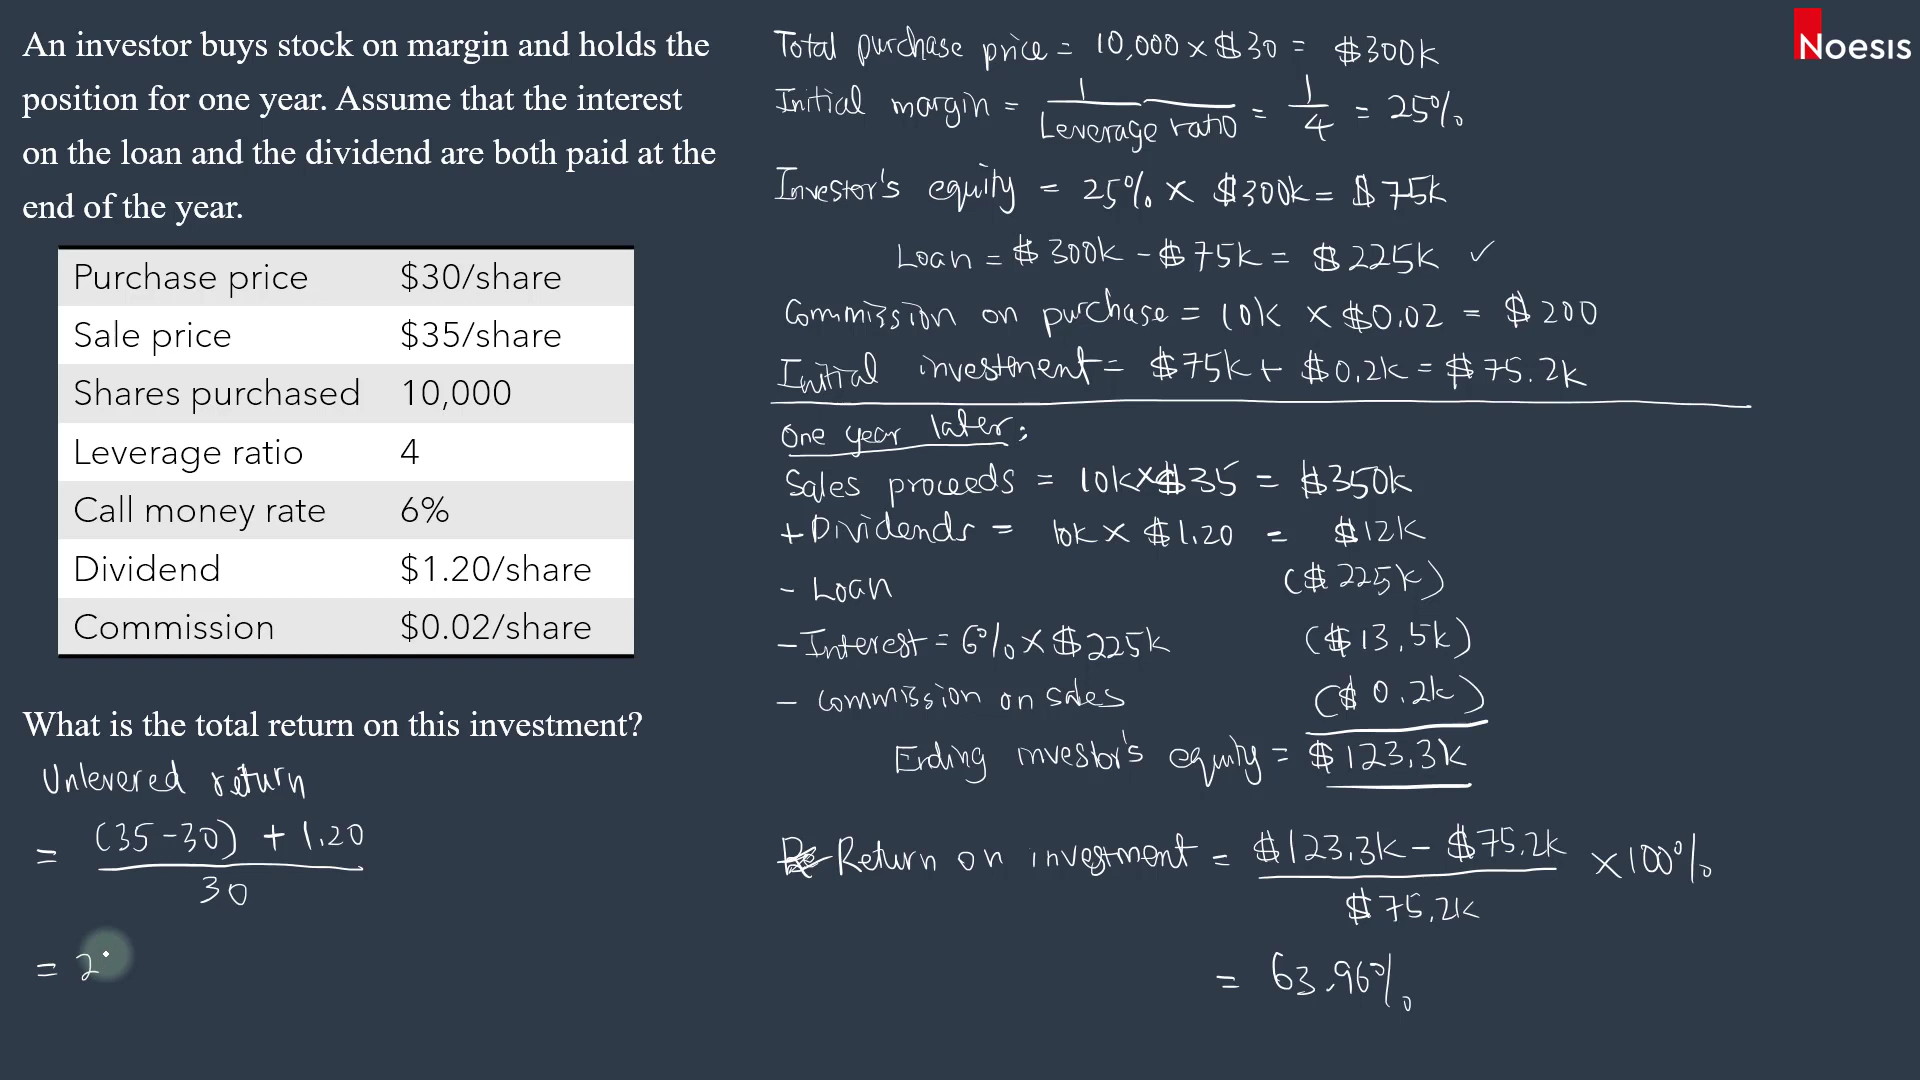 An investor buys stock on margin and holds the
position for one year. Assume that the interest
on the loan and the dividend are both paid at the
end of the year.
Purchase price $30/share
Sale price $35/share
Shares purchased 10,000
Leverage ratio 4
Call money rate 6%
Dividend $1.20/share
Commission $0.02/share
What is the total return on this investment?
Unlevered return
= (35-30) + 1.20
30
= 2
Total purchase price = 10,000 × $30 = $300k
Initial margin = 1 / Leverage ratio = 1/4 = 25%
Investor's equity = 25% × $300k = $75k
Loan = $300k - $75k = $225k ✓
Commission on purchase = 10k × $0.02 = $200
Initial investment = $75k + $0.2k = $75.2k
One year later:
Sales proceeds = 10k×$35 = $350k
+ Dividends = 10k × $1.20 = $12k
- Loan ($225k)
- Interest = 6% × $225k ($13.5k)
- Commission on sales ($0.2k)
Ending investor's equity = $123.3k
Return on investment = $123.3k - $75.2k × 100%
$75.2k
= 63.96%
Noesis